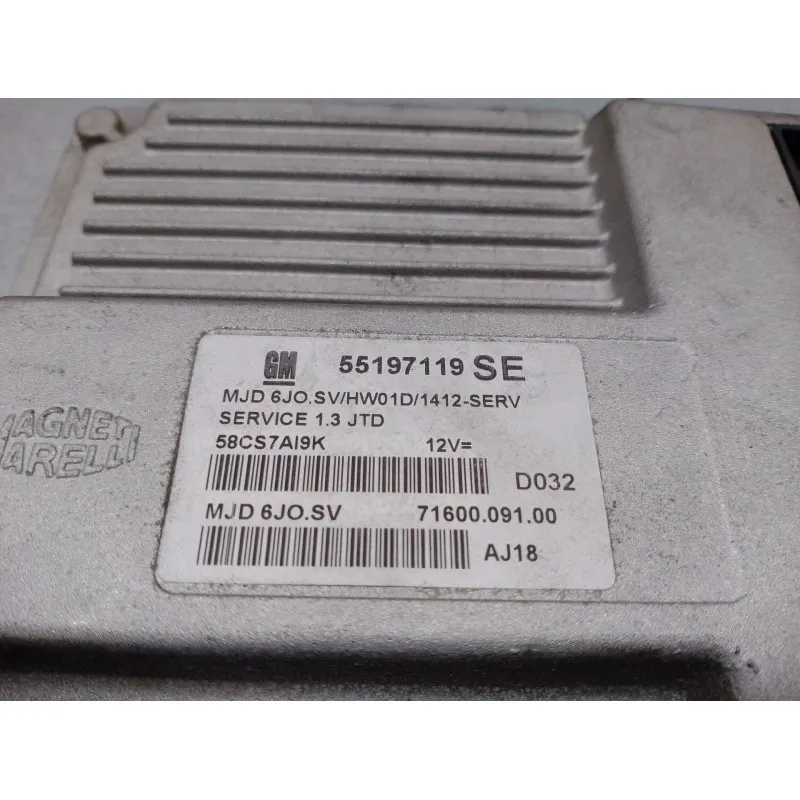 GM 55197119 SE
MJD 6JO.SV/HW01D/1412-SERV
SERVICE 1.3 JTD
58CS7AI9K 12V=
D032
MJD 6JO.SV 71600.091.00
AJ18
MAGNETI
MARELLI